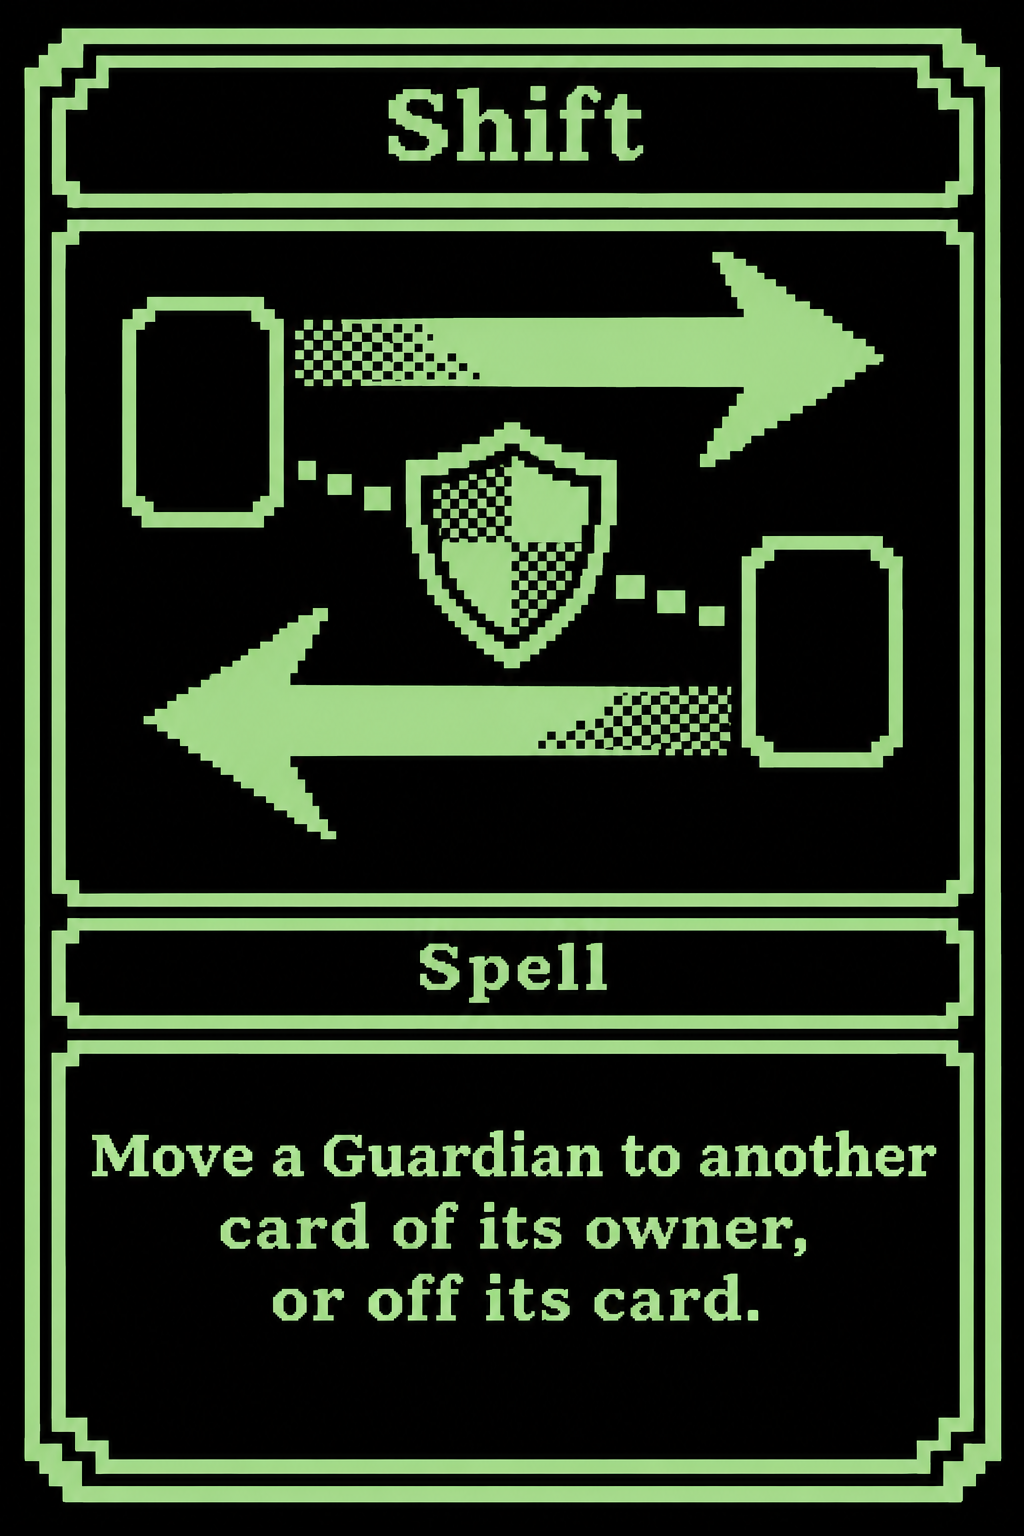 Shift
Spell
Move a Guardian to another
card of its owner,
or off its card.